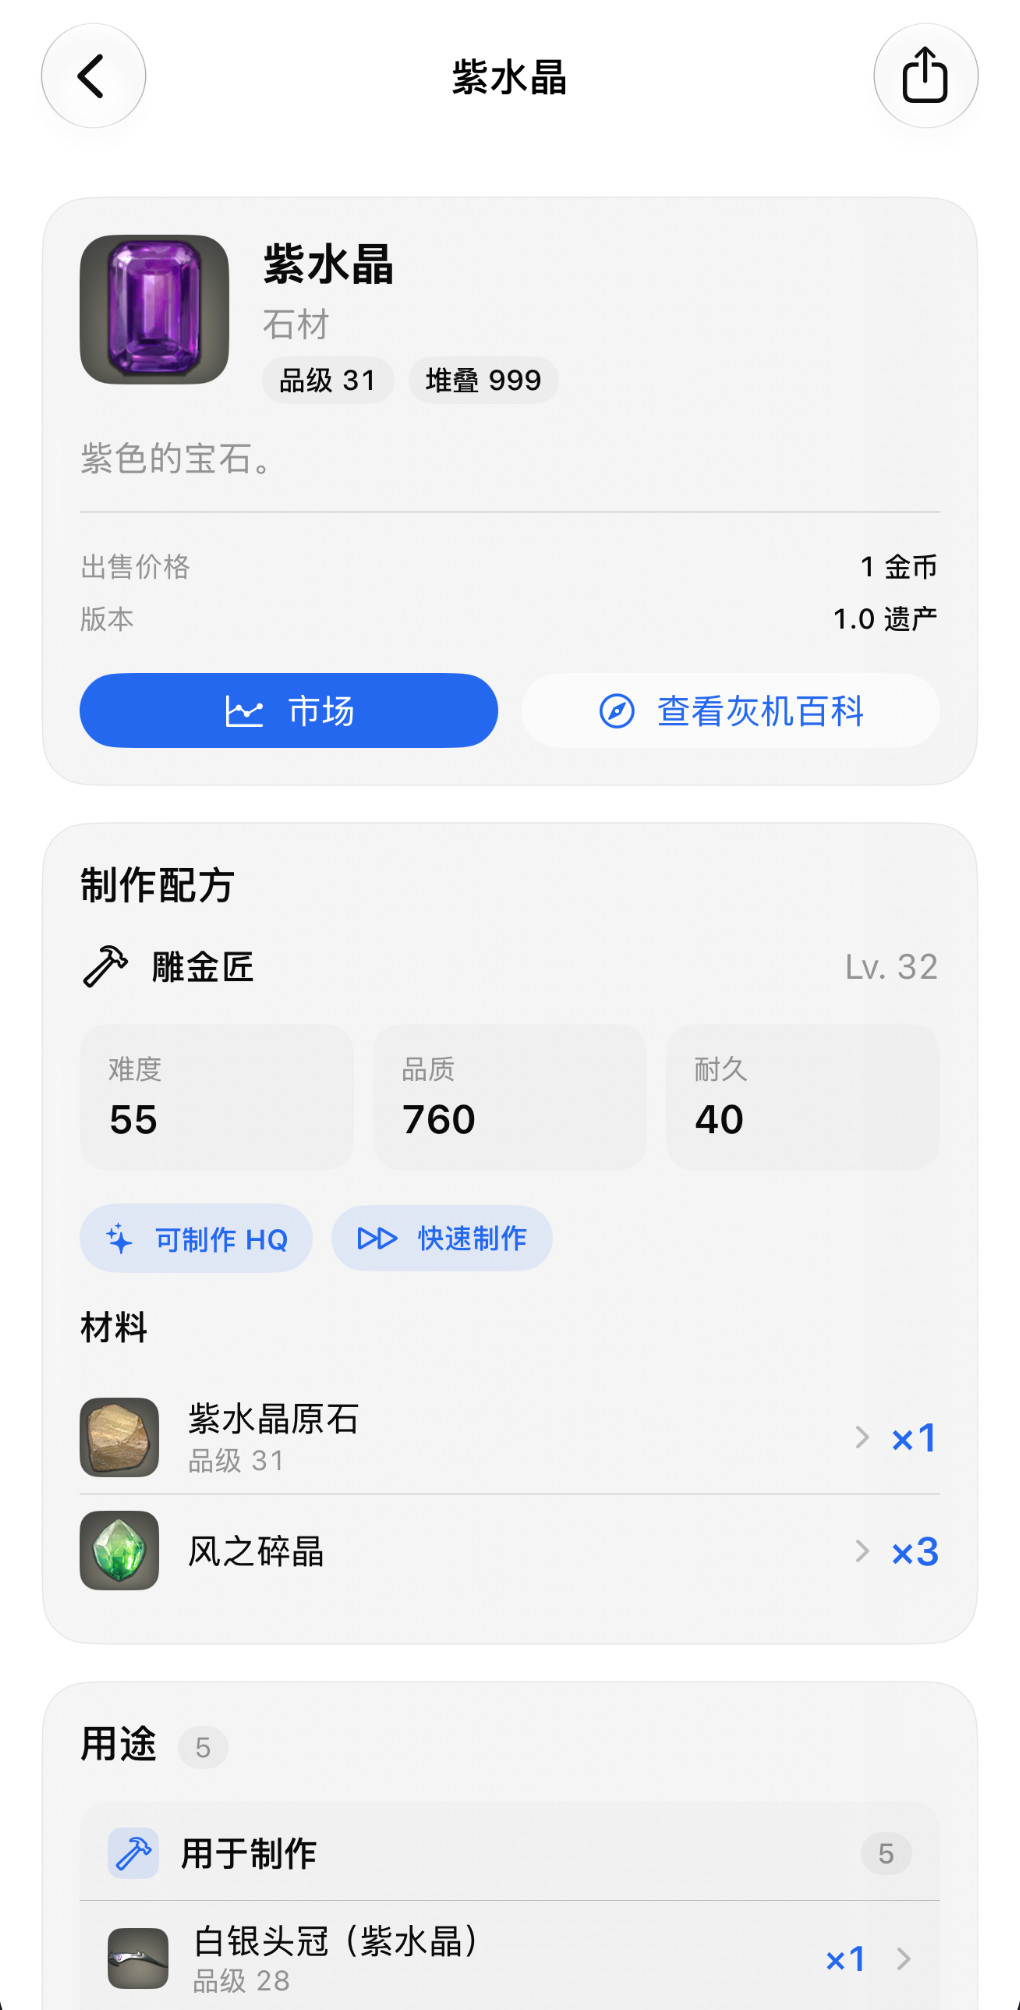 紫水晶
紫水晶
石材
品级 31
堆叠 999
紫色的宝石。
出售价格
1 金币
版本
1.0 遗产
市场
查看灰机百科
制作配方
雕金匠
Lv. 32
难度
品质
耐久
55
760
40
可制作 HQ
快速制作
材料
紫水晶原石
品级 31
×1
风之碎晶
×3
用途
5
用于制作
5
白银头冠（紫水晶）
品级 28
×1